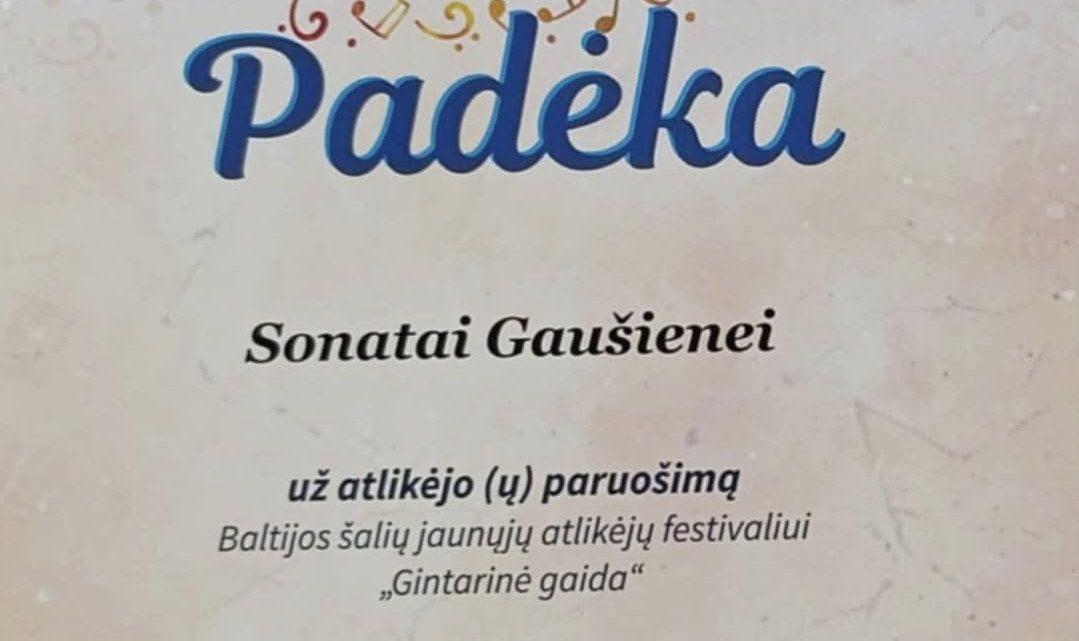 Padėka
Sonatai Gaušienei
už atlikėjo (ų) paruošimą
Baltijos šalių jaunųjų atlikėjų festivaliui
„Gintarinė gaida“